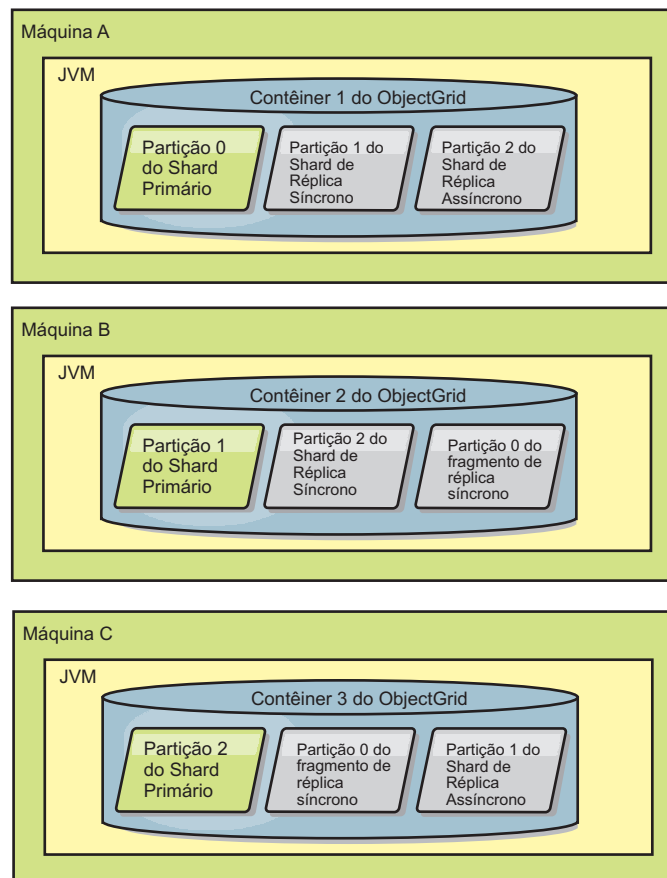 Máquina A
JVM
Contêiner 1 do ObjectGrid
Partição 0
do Shard
Primário
Partição 1 do
Shard de
Réplica
Síncrono
Partição 2 do
Shard de
Réplica
Assíncrono
Máquina B
JVM
Contêiner 2 do ObjectGrid
Partição 1
do Shard
Primário
Partição 2 do
Shard de
Réplica
Síncrono
Partição 0 do
fragmento de
réplica
síncrono
Máquina C
JVM
Contêiner 3 do ObjectGrid
Partição 2
do Shard
Primário
Partição 0 do
fragmento de
réplica
síncrono
Partição 1 do
Shard de
Réplica
Assíncrono